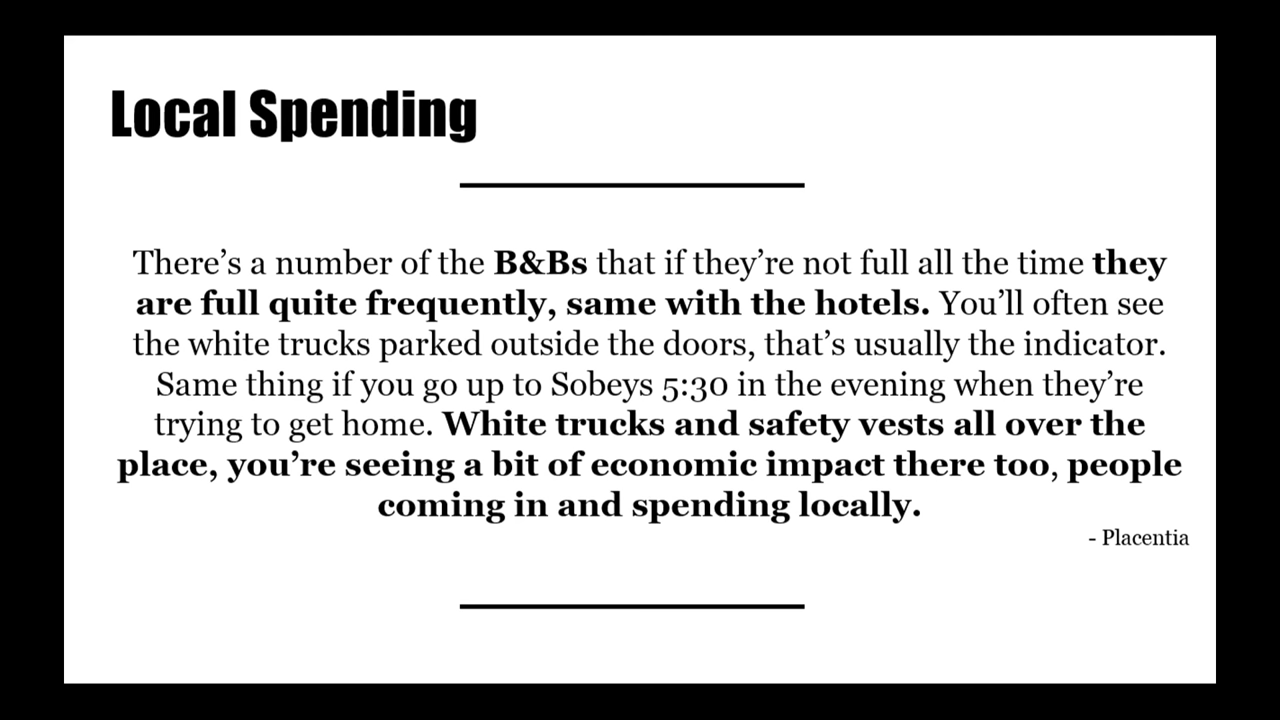 Local Spending
There’s a number of the B&Bs that if they’re not full all the time they
are full quite frequently, same with the hotels. You’ll often see
the white trucks parked outside the doors, that’s usually the indicator.
Same thing if you go up to Sobeys 5:30 in the evening when they’re
trying to get home. White trucks and safety vests all over the
place, you’re seeing a bit of economic impact there too, people
coming in and spending locally.
- Placentia